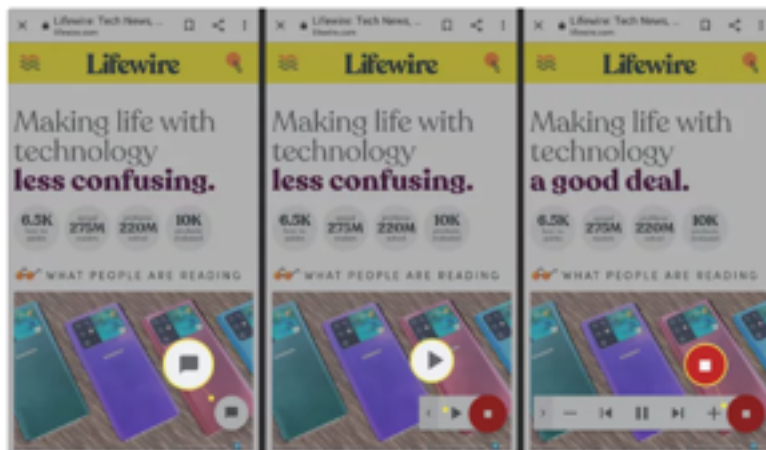 Lifewire: Tech News, ...
lifewire.com
Lifewire
Making life with
technology
less confusing.
6.5K
275M
220M
10K
WHAT PEOPLE ARE READING
Lifewire: Tech News, ...
lifewire.com
Lifewire
Making life with
technology
less confusing.
6.5K
275M
220M
10K
WHAT PEOPLE ARE READING
Lifewire: Tech News, ...
lifewire.com
Lifewire
Making life with
technology
a good deal.
6.5K
275M
220M
10K
WHAT PEOPLE ARE READING